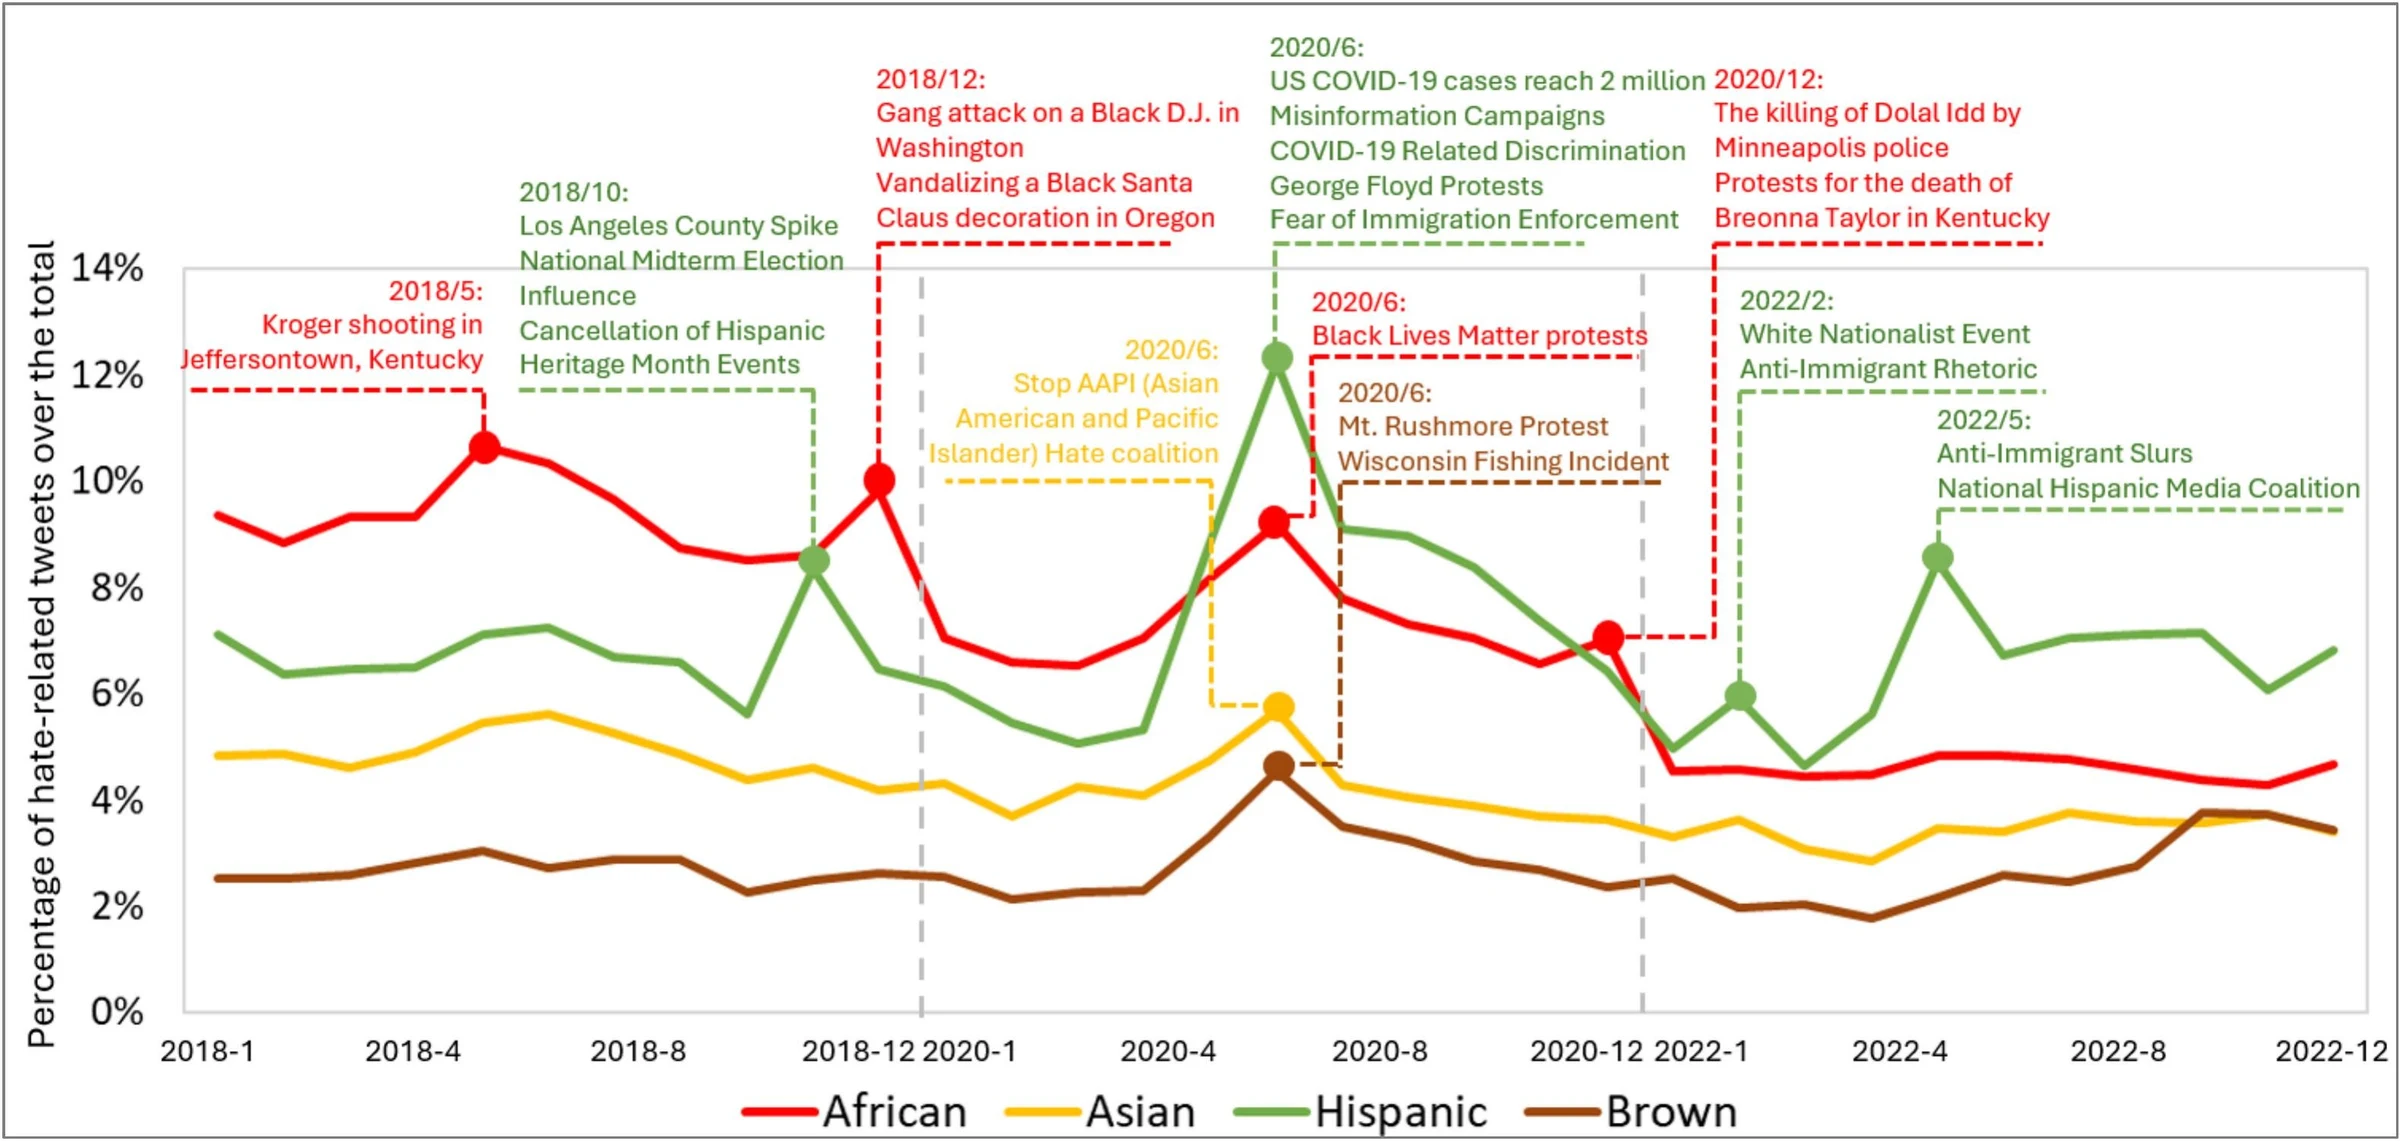 2020/6:
US COVID-19 cases reach 2 million
Misinformation Campaigns
COVID-19 Related Discrimination
George Floyd Protests
Fear of Immigration Enforcement
2018/12:
Gang attack on a Black D.J. in
Washington
Vandalizing a Black Santa
Claus decoration in Oregon
2020/12:
The killing of Dolal Idd by
Minneapolis police
Protests for the death of
Breonna Taylor in Kentucky
2018/10:
Los Angeles County Spike
National Midterm Election
Influence
Cancellation of Hispanic
Heritage Month Events
2018/5:
Kroger shooting in
Jeffersontown, Kentucky
2020/6:
Stop AAPI (Asian
American and Pacific
Islander) Hate coalition
2020/6:
Black Lives Matter protests
2020/6:
Mt. Rushmore Protest
Wisconsin Fishing Incident
2022/2:
White Nationalist Event
Anti-Immigrant Rhetoric
2022/5:
Anti-Immigrant Slurs
National Hispanic Media Coalition
Percentage of hate-related tweets over the total
14%
12%
10%
8%
6%
4%
2%
0%
2018-1 2018-4 2018-8 2018-12 2020-1 2020-4 2020-8 2020-12 2022-1 2022-4 2022-8 2022-12
African Asian Hispanic Brown